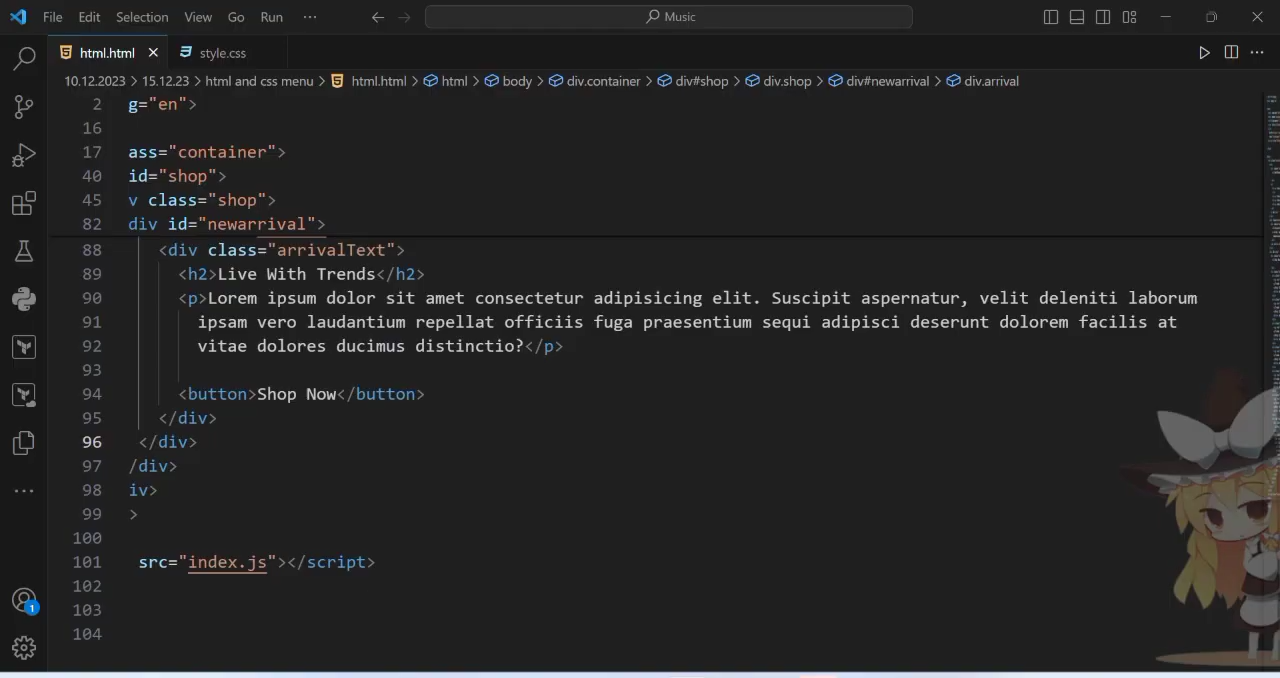 File Edit Selection View Go Run ··· Music
html.html style.css
10.12.2023 > 15.12.23 > html and css menu > html.html > html > body > div.container > div#shop > div.shop > div#newarrival > div.arrival
2 g="en">
16
17 ass="container">
40 id="shop">
45 v class="shop">
82 div id="newarrival">
88 <div class="arrivalText">
89 <h2>Live With Trends</h2>
90 <p>Lorem ipsum dolor sit amet consectetur adipisicing elit. Suscipit aspernatur, velit deleniti laborum
91 ipsam vero laudantium repellat officiis fuga praesentium sequi adipisci deserunt dolorem facilis at
92 vitae dolores ducimus distinctio?</p>
93
94 <button>Shop Now</button>
95 </div>
96 </div>
97 /div>
98 iv>
99 >
100
101 src="index.js"></script>
102
103
104
1